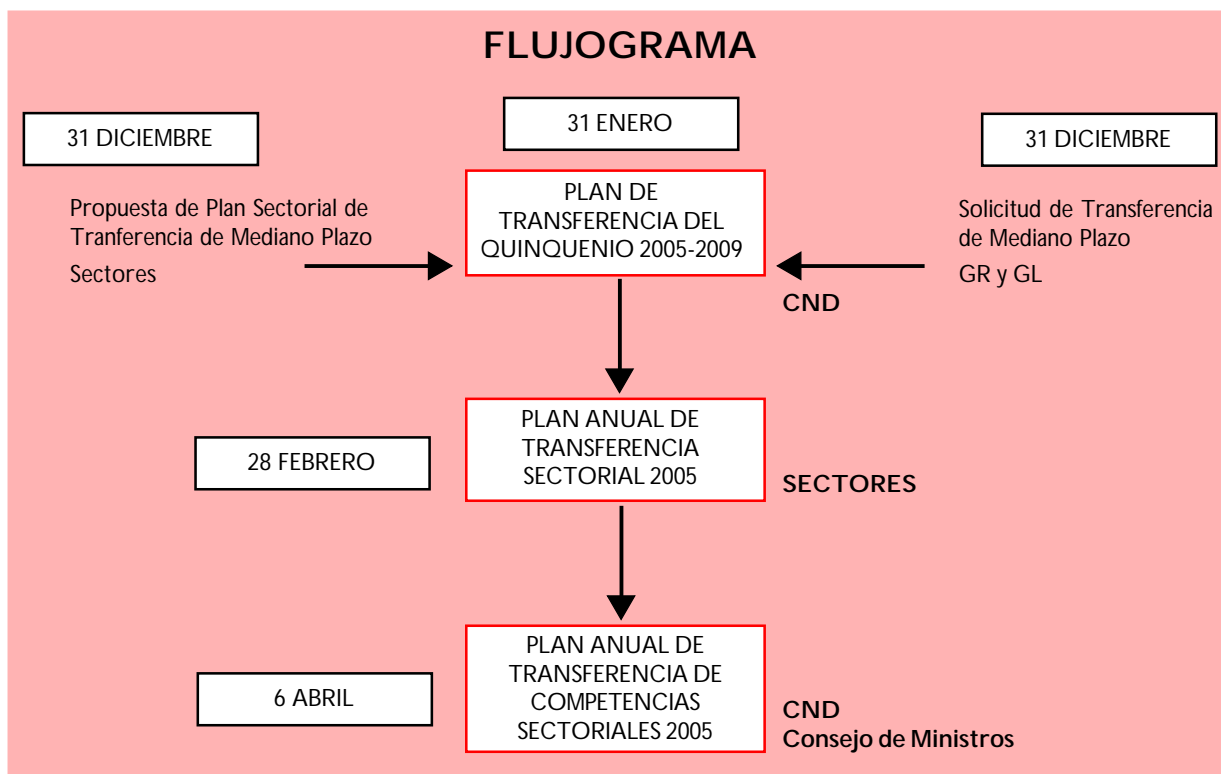 FLUJOGRAMA
31 DICIEMBRE
Propuesta de Plan Sectorial de
Tranferencia de Mediano Plazo
Sectores
31 ENERO
PLAN DE
TRANSFERENCIA DEL
QUINQUENIO 2005-2009
CND
31 DICIEMBRE
Solicitud de Transferencia
de Mediano Plazo
GR y GL
28 FEBRERO
PLAN ANUAL DE
TRANSFERENCIA
SECTORIAL 2005
SECTORES
6 ABRIL
PLAN ANUAL DE
TRANSFERENCIA DE
COMPETENCIAS
SECTORIALES 2005
CND
Consejo de Ministros